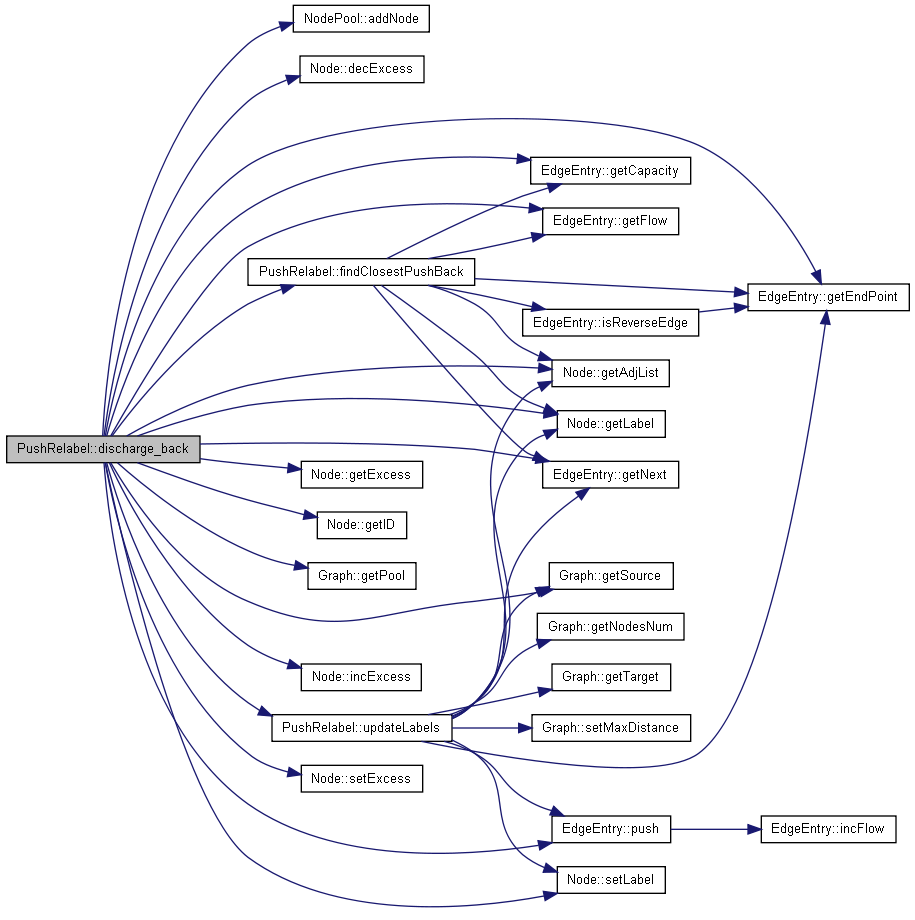 NodePool::addNode
Node::decExcess
EdgeEntry::getCapacity
EdgeEntry::getFlow
PushRelabel::findClosestPushBack
EdgeEntry::getEndPoint
EdgeEntry::isReverseEdge
Node::getAdjList
Node::getLabel
PushRelabel::discharge_back
Node::getExcess
EdgeEntry::getNext
Node::getID
Graph::getPool
Graph::getSource
Graph::getNodesNum
Node::incExcess
Graph::getTarget
PushRelabel::updateLabels
Graph::setMaxDistance
Node::setExcess
EdgeEntry::push
EdgeEntry::incFlow
Node::setLabel